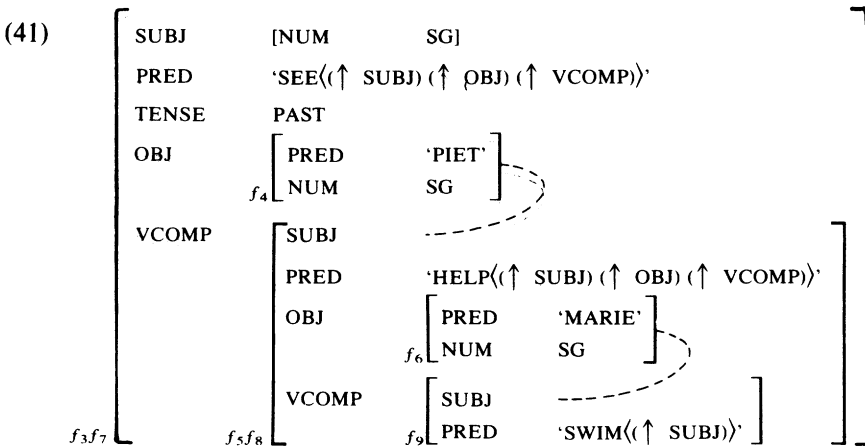 (41)
SUBJ [NUM SG]
PRED ‘SEE⟨(↑ SUBJ) (↑ OBJ) (↑ VCOMP)⟩’
TENSE PAST
OBJ PRED ‘PIET’
f4 NUM SG
VCOMP SUBJ
PRED ‘HELP⟨(↑ SUBJ) (↑ OBJ) (↑ VCOMP)⟩’
OBJ PRED ‘MARIE’
f6 NUM SG
VCOMP SUBJ
f3f7 f5f8 f9 PRED ‘SWIM⟨(↑ SUBJ)⟩’